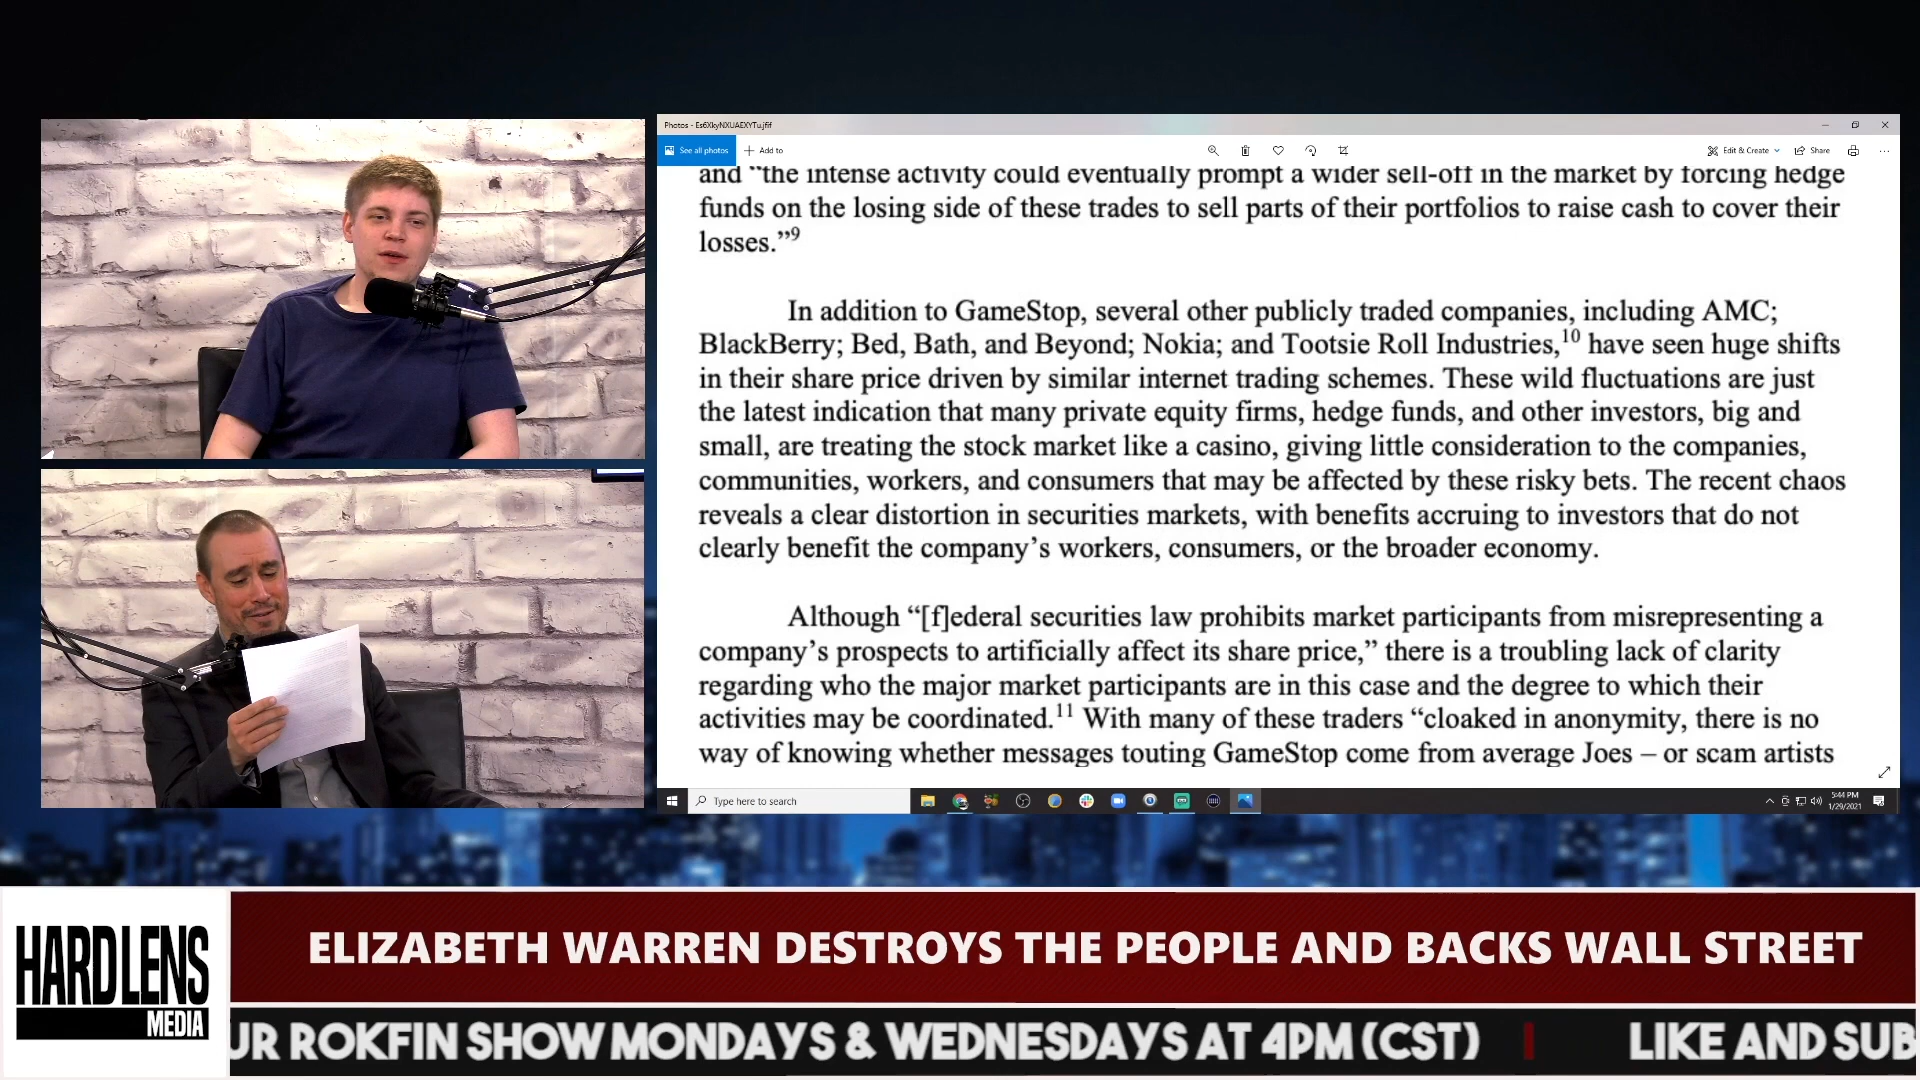 Photos - Es6XkyNXUAEXYTu.jfif
See all photos
Add to
Edit & Create
Share
and “the intense activity could eventually prompt a wider sell-off in the market by forcing hedge
funds on the losing side of these trades to sell parts of their portfolios to raise cash to cover their
losses.”9
In addition to GameStop, several other publicly traded companies, including AMC;
BlackBerry; Bed, Bath, and Beyond; Nokia; and Tootsie Roll Industries,10 have seen huge shifts
in their share price driven by similar internet trading schemes. These wild fluctuations are just
the latest indication that many private equity firms, hedge funds, and other investors, big and
small, are treating the stock market like a casino, giving little consideration to the companies,
communities, workers, and consumers that may be affected by these risky bets. The recent chaos
reveals a clear distortion in securities markets, with benefits accruing to investors that do not
clearly benefit the company’s workers, consumers, or the broader economy.
Although “[f]ederal securities law prohibits market participants from misrepresenting a
company’s prospects to artificially affect its share price,” there is a troubling lack of clarity
regarding who the major market participants are in this case and the degree to which their
activities may be coordinated.11 With many of these traders “cloaked in anonymity, there is no
way of knowing whether messages touting GameStop come from average Joes – or scam artists
Type here to search
5:44 PM
1/29/2021
HARD LENS
MEDIA
ELIZABETH WARREN DESTROYS THE PEOPLE AND BACKS WALL STREET
UR ROKFIN SHOW MONDAYS & WEDNESDAYS AT 4PM (CST) | LIKE AND SUB